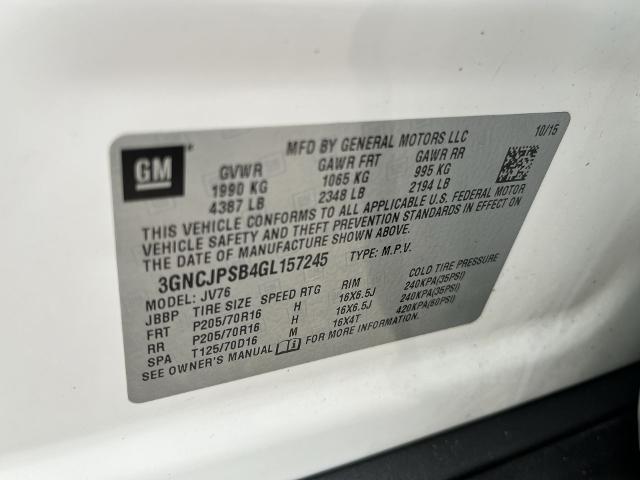 MFD BY GENERAL MOTORS LLC 10/15
GM
GVWR GAWR FRT GAWR RR
1990 KG 1065 KG 995 KG
4387 LB 2348 LB 2194 LB
THIS VEHICLE CONFORMS TO ALL APPLICABLE U.S. FEDERAL MOTOR
VEHICLE SAFETY AND THEFT PREVENTION STANDARDS IN EFFECT ON
THE DATE OF MANUFACTURE SHOWN ABOVE.
3GNCJPSB4GL157245 TYPE: M.P.V.
MODEL: JV76
JBBP TIRE SIZE SPEED RTG RIM COLD TIRE PRESSURE
FRT P205/70R16 H 16X6.5J 240KPA(35PSI)
RR P205/70R16 H 16X6.5J 240KPA(35PSI)
SPA T125/70D16 M 16X4T 420KPA(60PSI)
SEE OWNER'S MANUAL FOR MORE INFORMATION.